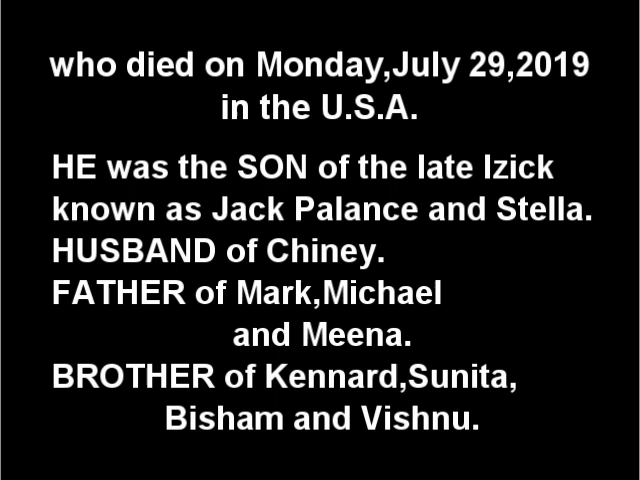 who died on Monday,July 29,2019
in the U.S.A.
HE was the SON of the late Izick
known as Jack Palance and Stella.
HUSBAND of Chiney.
FATHER of Mark,Michael
and Meena.
BROTHER of Kennard,Sunita,
Bisham and Vishnu.